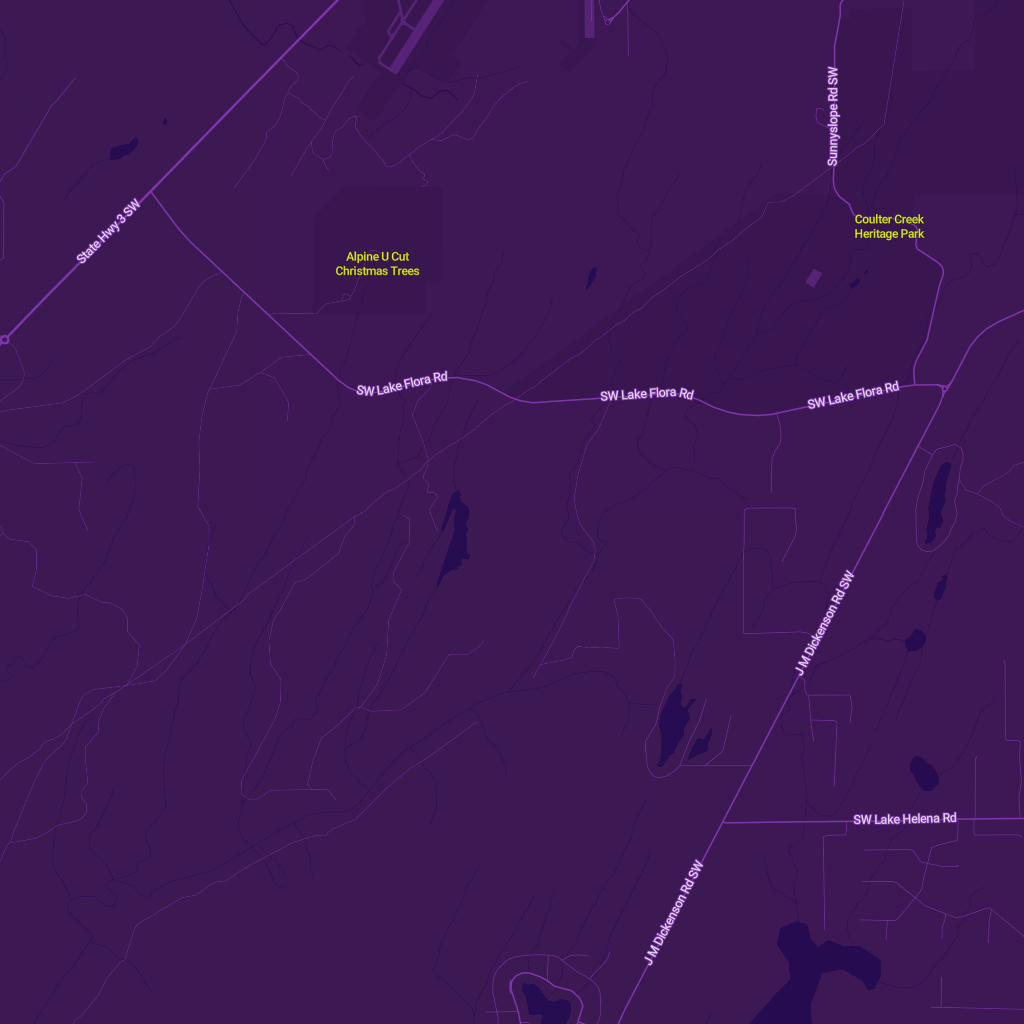 Sunnyslope Rd SW
State Hwy 3 SW
Coulter Creek
Heritage Park
Alpine U Cut
Christmas Trees
SW Lake Flora Rd
SW Lake Flora Rd
SW Lake Flora Rd
J M Dickenson Rd SW
SW Lake Helena Rd
J M Dickenson Rd SW